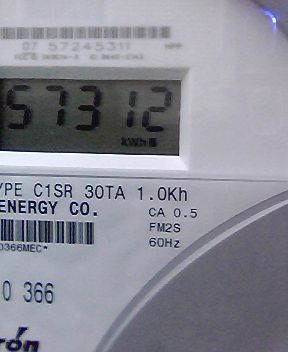 07 57245311
57312
kWh
YPE C1SR 30TA 1.0Kh
ENERGY CO.
CA 0.5
FM2S
60Hz
0366MEC*
0 366
ron